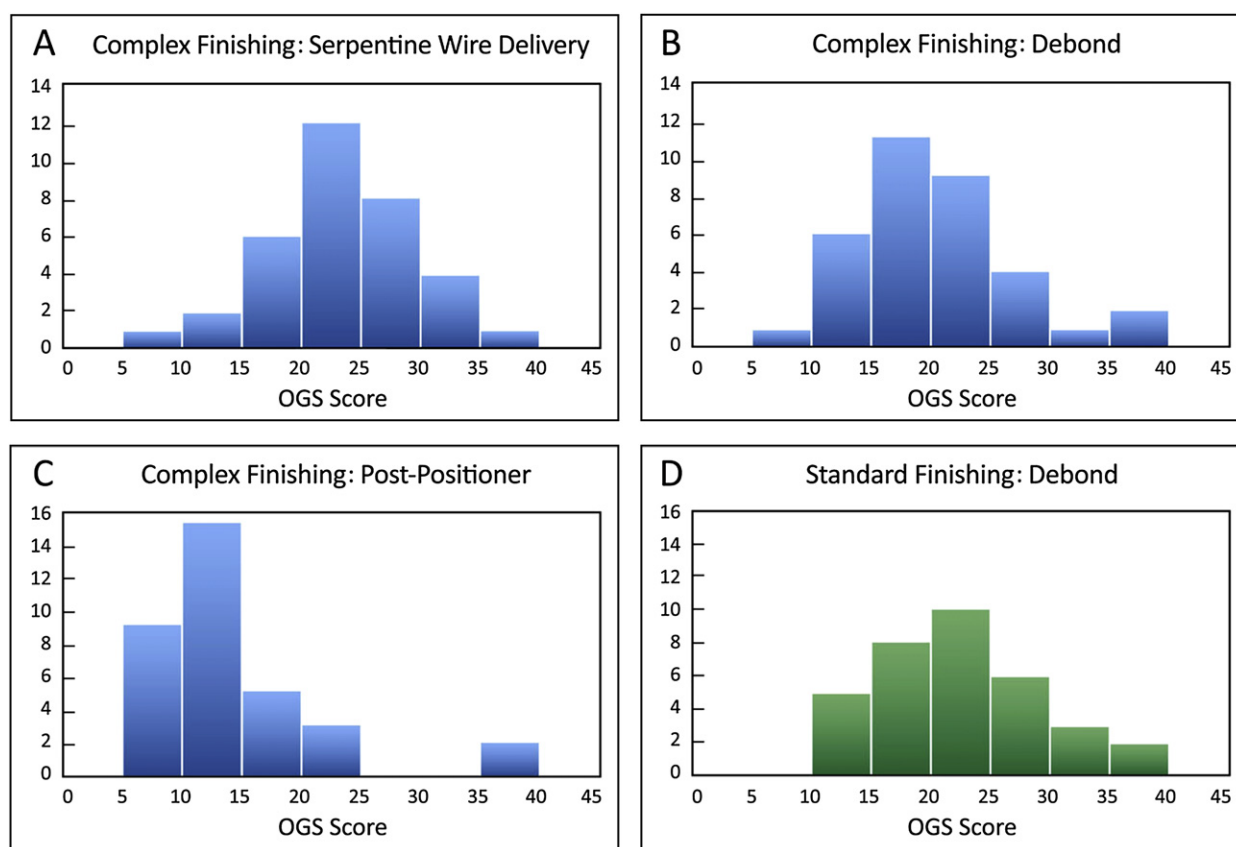 A Complex Finishing: Serpentine Wire Delivery
14
12
10
8
6
4
2
0
0 5 10 15 20 25 30 35 40 45
OGS Score
B Complex Finishing: Debond
14
12
10
8
6
4
2
0
0 5 10 15 20 25 30 35 40 45
OGS Score
C Complex Finishing: Post-Positioner
16
14
12
10
8
6
4
2
0
0 5 10 15 20 25 30 35 40 45
OGS Score
D Standard Finishing: Debond
16
14
12
10
8
6
4
2
0
0 5 10 15 20 25 30 35 40 45
OGS Score